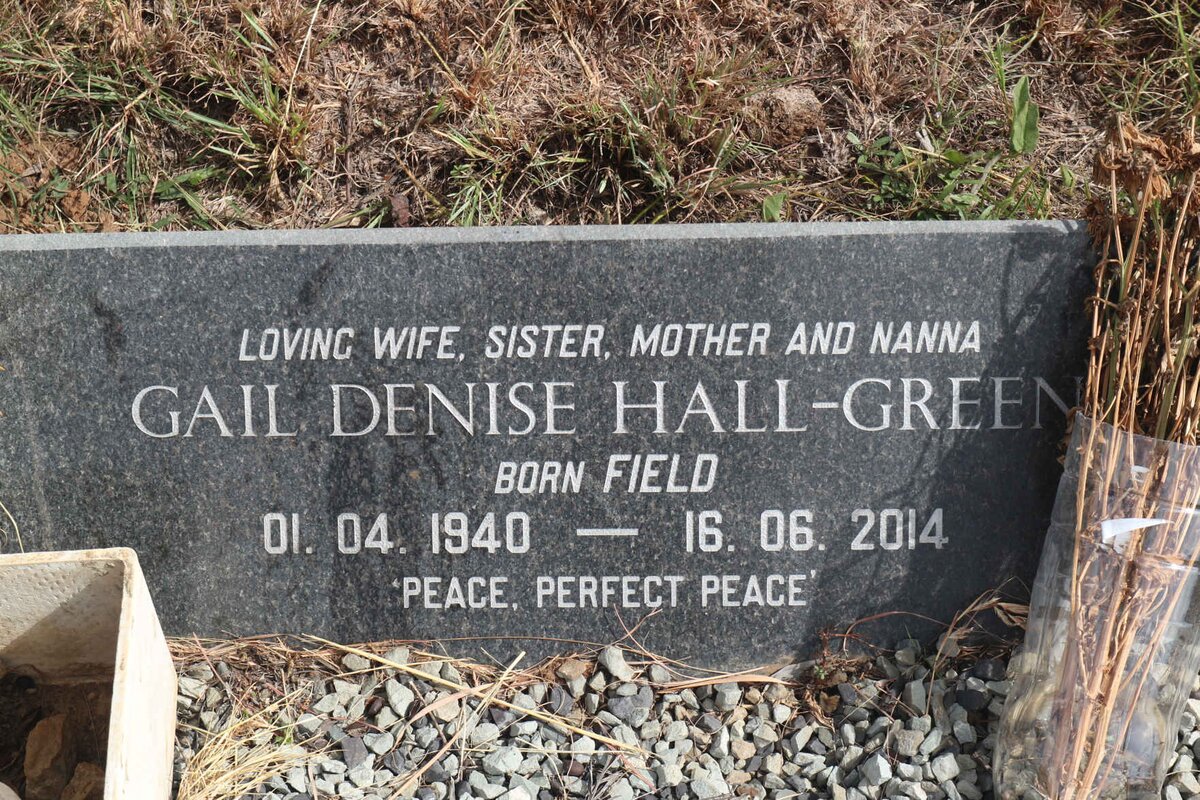 LOVING WIFE, SISTER, MOTHER AND NANNA
GAIL DENISE HALL-GREEN
BORN FIELD
01. 04. 1940 — 16. 06. 2014
'PEACE, PERFECT PEACE'